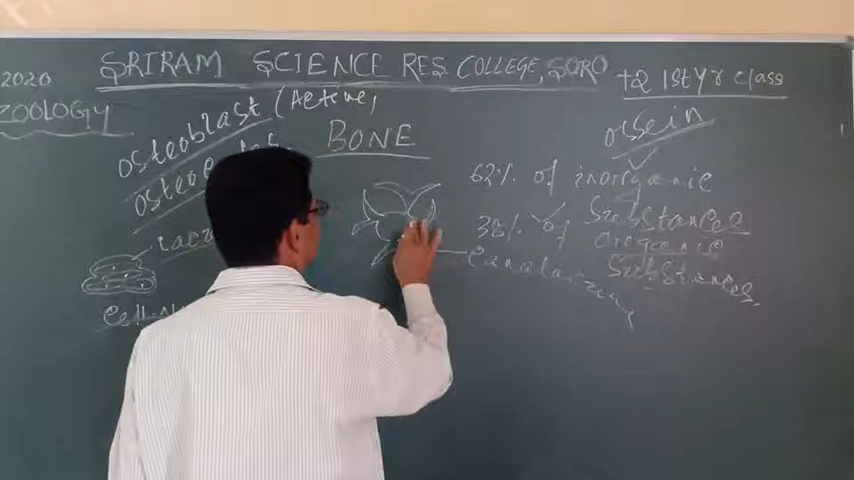 SRIRAM SCIENCE RES. COLLEGE, SORO
2020
+2 1st yr class
ZOOLOGY
osteoblast (Active,
BONE
ossein
62% of inorganic
Substances
38% of organic
Substances